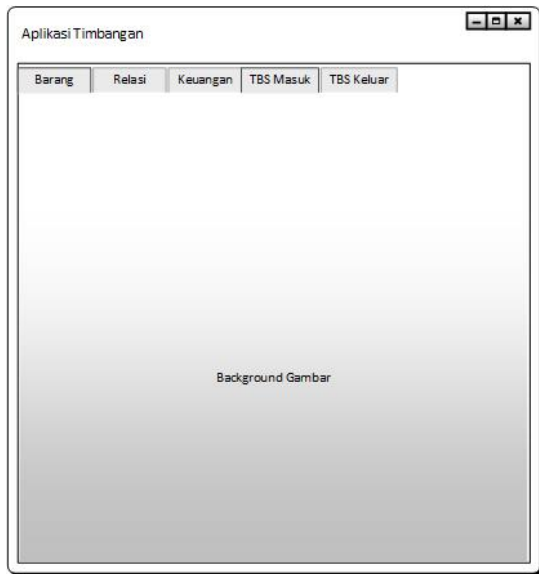 Aplikasi Timbangan
Barang Relasi Keuangan TBS Masuk TBS Keluar
Background Gambar